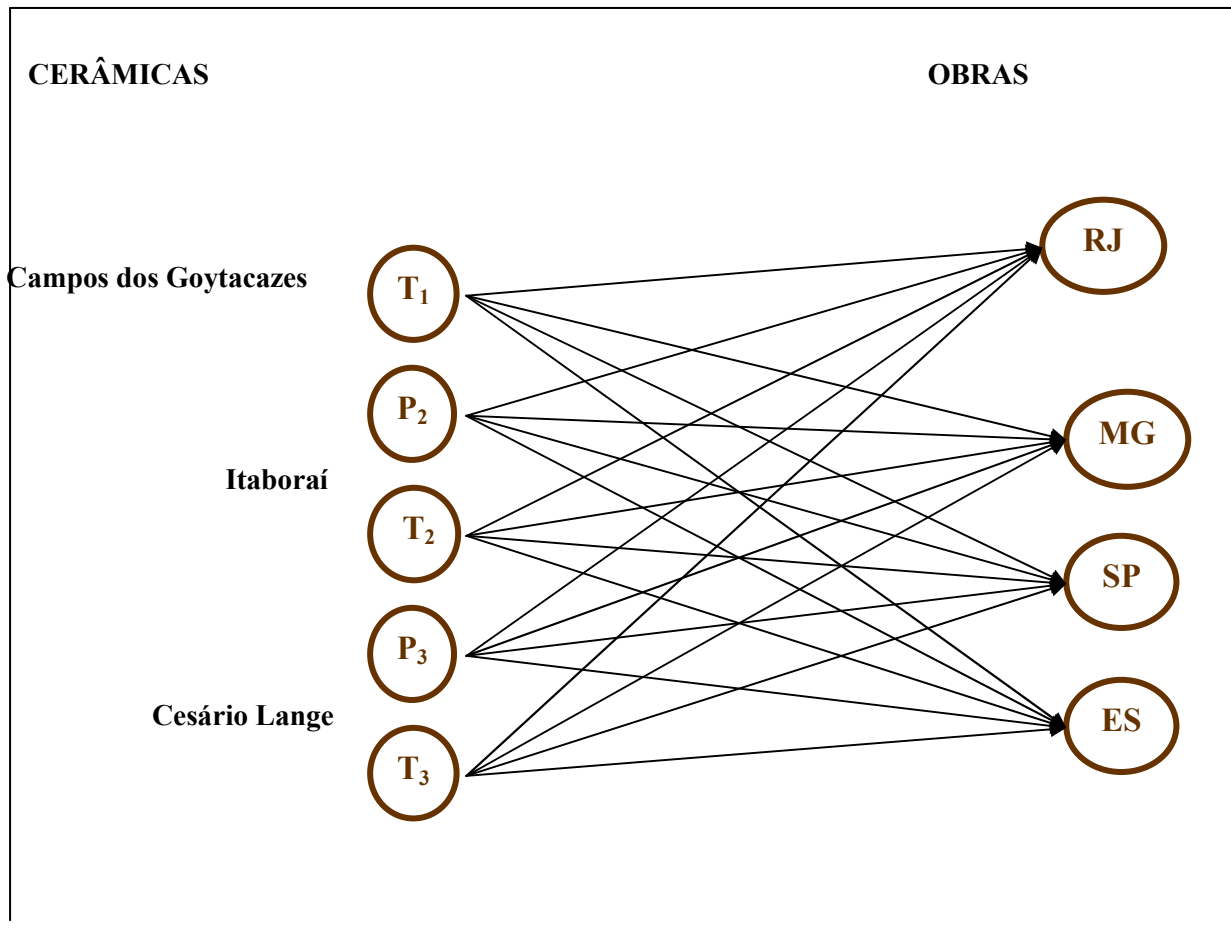 CERÂMICAS OBRAS
RJ
Campos dos Goytacazes T₁
P₂
MG
Itaboraí
T₂
SP
P₃
Cesário Lange
ES
T₃